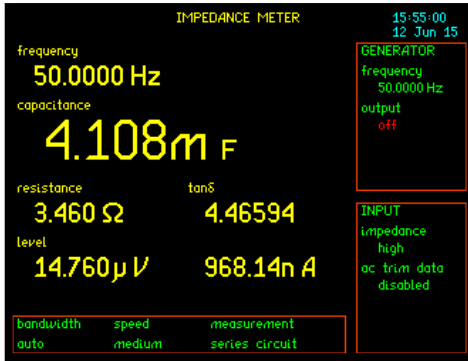 IMPEDANCE METER
15:55:00
12 Jun 15
frequency
50.0000 Hz
capacitance
4.108m F
resistance tanδ
3.460 Ω 4.46594
level
14.760µV 968.14n A
bandwidth speed measurement
auto medium series circuit
GENERATOR
frequency
50.0000 Hz
output
off
INPUT
impedance
high
ac trim data
disabled